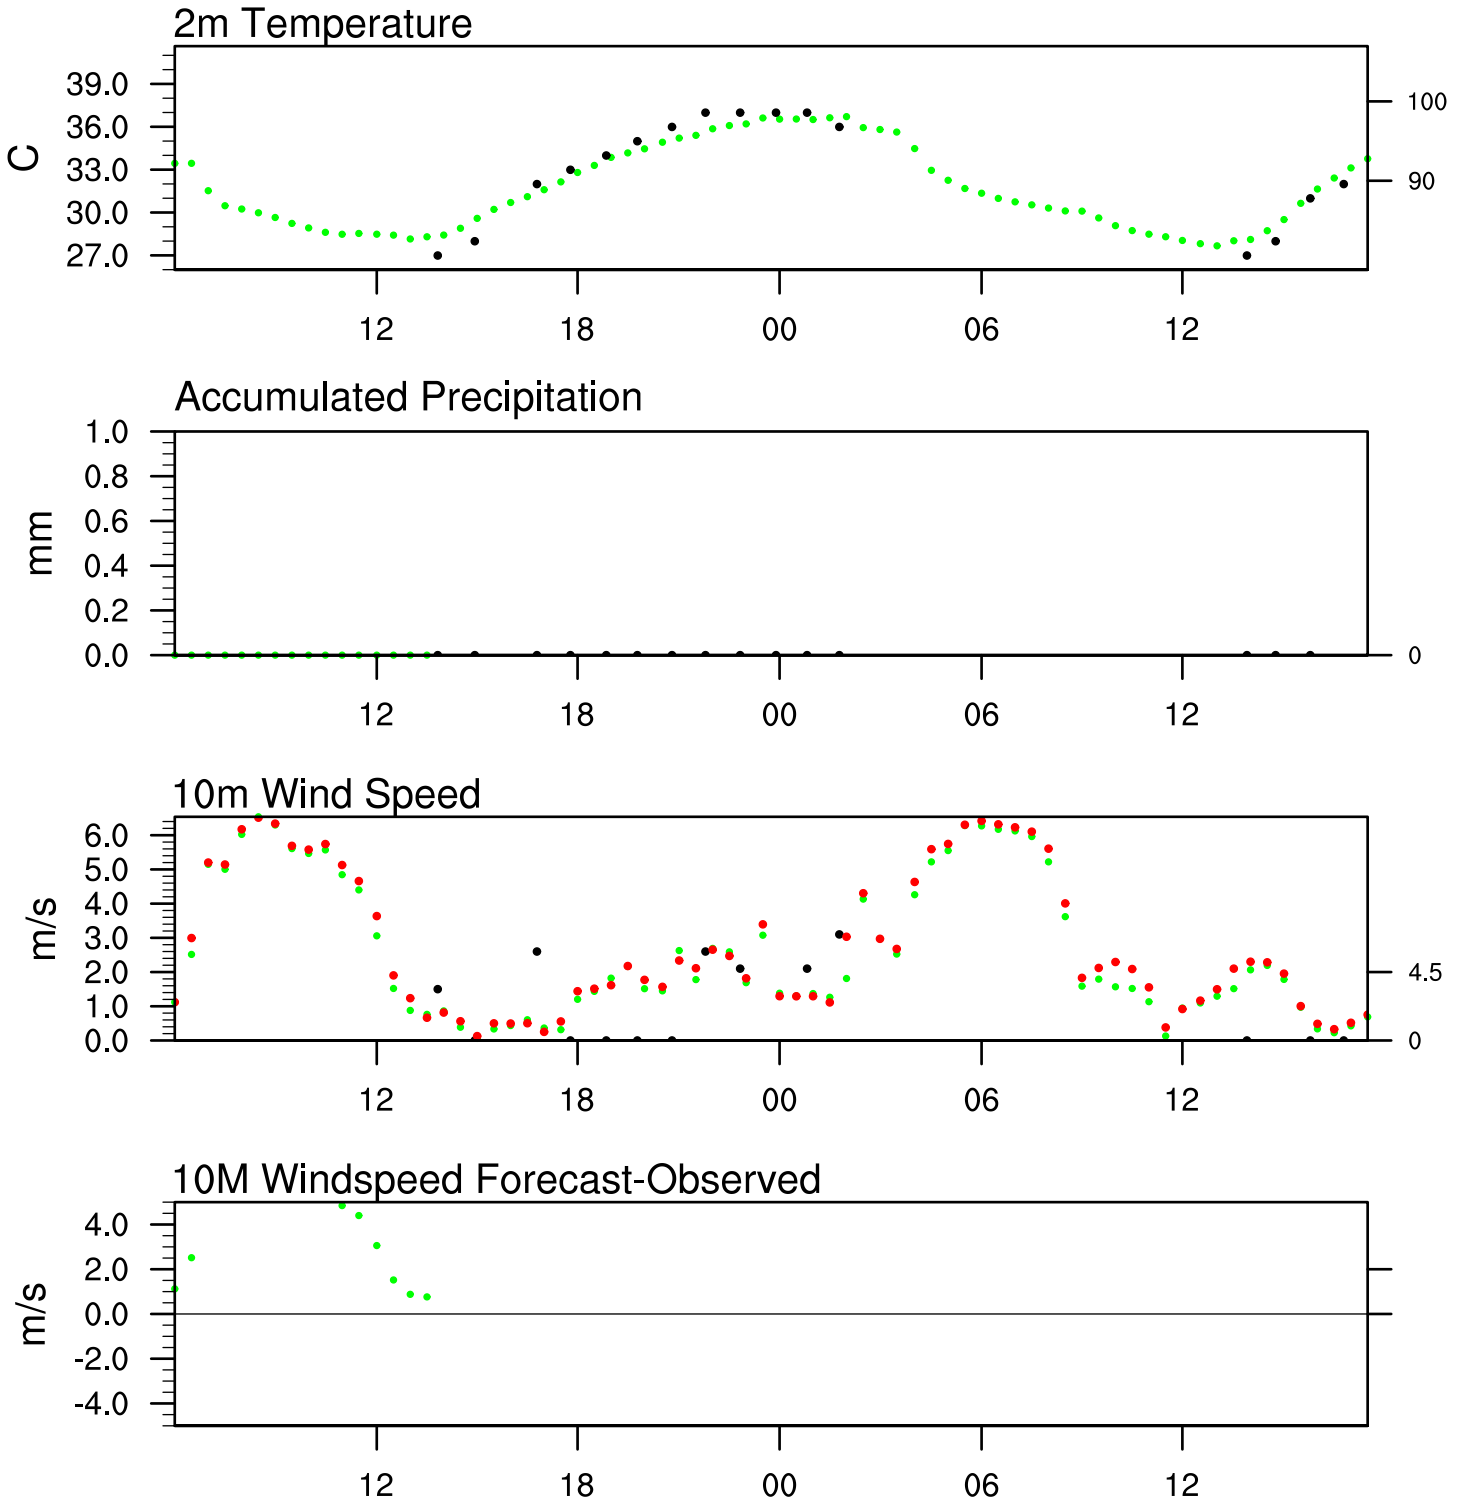 2m Temperature
C
39.0
36.0
33.0
30.0
27.0
100
90
12 18 00 06 12
Accumulated Precipitation
mm
1.0
0.8
0.6
0.4
0.2
0.0
0
12 18 00 06 12
10m Wind Speed
m/s
6.0
5.0
4.0
3.0
2.0
1.0
0.0
4.5
0
12 18 00 06 12
10M Windspeed Forecast-Observed
m/s
4.0
2.0
0.0
-2.0
-4.0
12 18 00 06 12